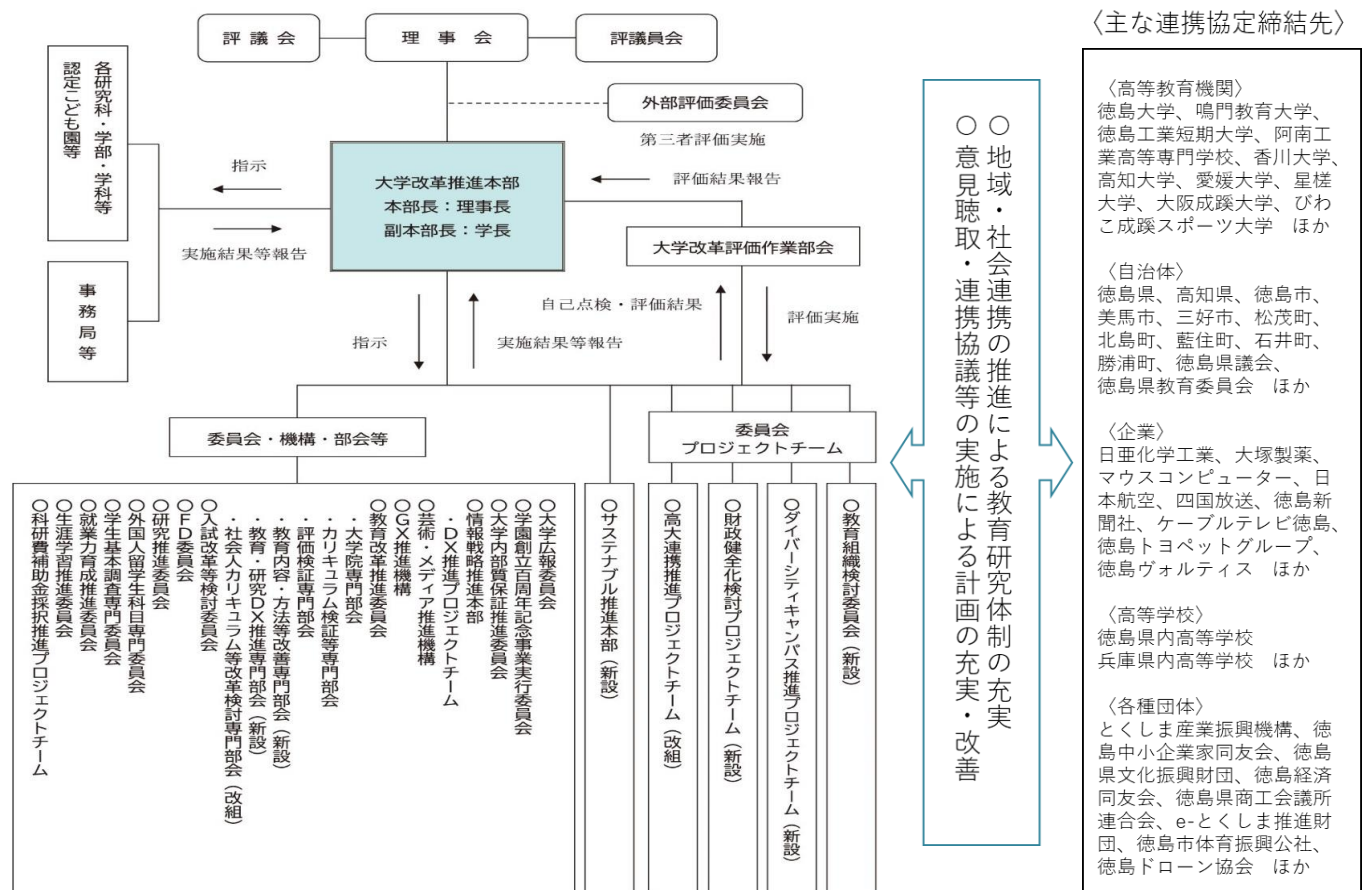 評議会
理事会
評議員会
各研究科・学部・学科等
認定こども園等
事務局等
外部評価委員会
第三者評価実施
指示
実施結果等報告
大学改革推進本部
本部長：理事長
副本部長：学長
評価結果報告
大学改革評価作業部会
指示
実施結果等報告
自己点検・評価結果
評価実施
委員会・機構・部会等
委員会
プロジェクトチーム
○教育組織検討委員会（新設）
○ダイバーシティキャンパス推進プロジェクトチーム（新設）
○財政健全化検討プロジェクトチーム（新設）
○高大連携推進プロジェクトチーム（改組）
○サステナブル推進本部（新設）
○大学広報委員会
○学園創立百周年記念事業実行委員会
○大学内部質保証推進委員会
○情報戦略推進本部
・DX推進プロジェクトチーム
○芸術・メディア推進機構
○GX推進機構
○教育改革推進委員会
・大学院専門部会
・カリキュラム検証等専門部会
・評価検証専門部会
・教育内容・方法等改善専門部会（新設）
・教育・研究DX推進専門部会（新設）
・社会人カリキュラム等改革検討専門部会（改組）
○入試改革等検討委員会
○FD委員会
○研究推進委員会
○外国人留学生科目専門委員会
○学生基本調査専門委員会
○就業力育成推進委員会
○生涯学習推進委員会
○科研費補助金採択推進プロジェクトチーム
○地域・社会連携の推進による教育研究体制の充実
○意見聴取・連携協議等の実施による計画の充実・改善
〈主な連携協定締結先〉
〈高等教育機関〉
徳島大学、鳴門教育大学、
徳島工業短期大学、阿南工
業高等専門学校、香川大学、
高知大学、愛媛大学、星槎
大学、大阪成蹊大学、びわ
こ成蹊スポーツ大学　ほか
〈自治体〉
徳島県、高知県、徳島市、
美馬市、三好市、松茂町、
北島町、藍住町、石井町、
勝浦町、徳島県議会、
徳島県教育委員会　ほか
〈企業〉
日亜化学工業、大塚製薬、
マウスコンピューター、日
本航空、四国放送、徳島新
聞社、ケーブルテレビ徳島、
徳島トヨペットグループ、
徳島ヴォルティス　ほか
〈高等学校〉
徳島県内高等学校
兵庫県内高等学校　ほか
〈各種団体〉
とくしま産業振興機構、徳
島中小企業家同友会、徳島
県文化振興財団、徳島経済
同友会、徳島県商工会議所
連合会、e-とくしま推進財
団、徳島市体育振興公社、
徳島ドローン協会　ほか